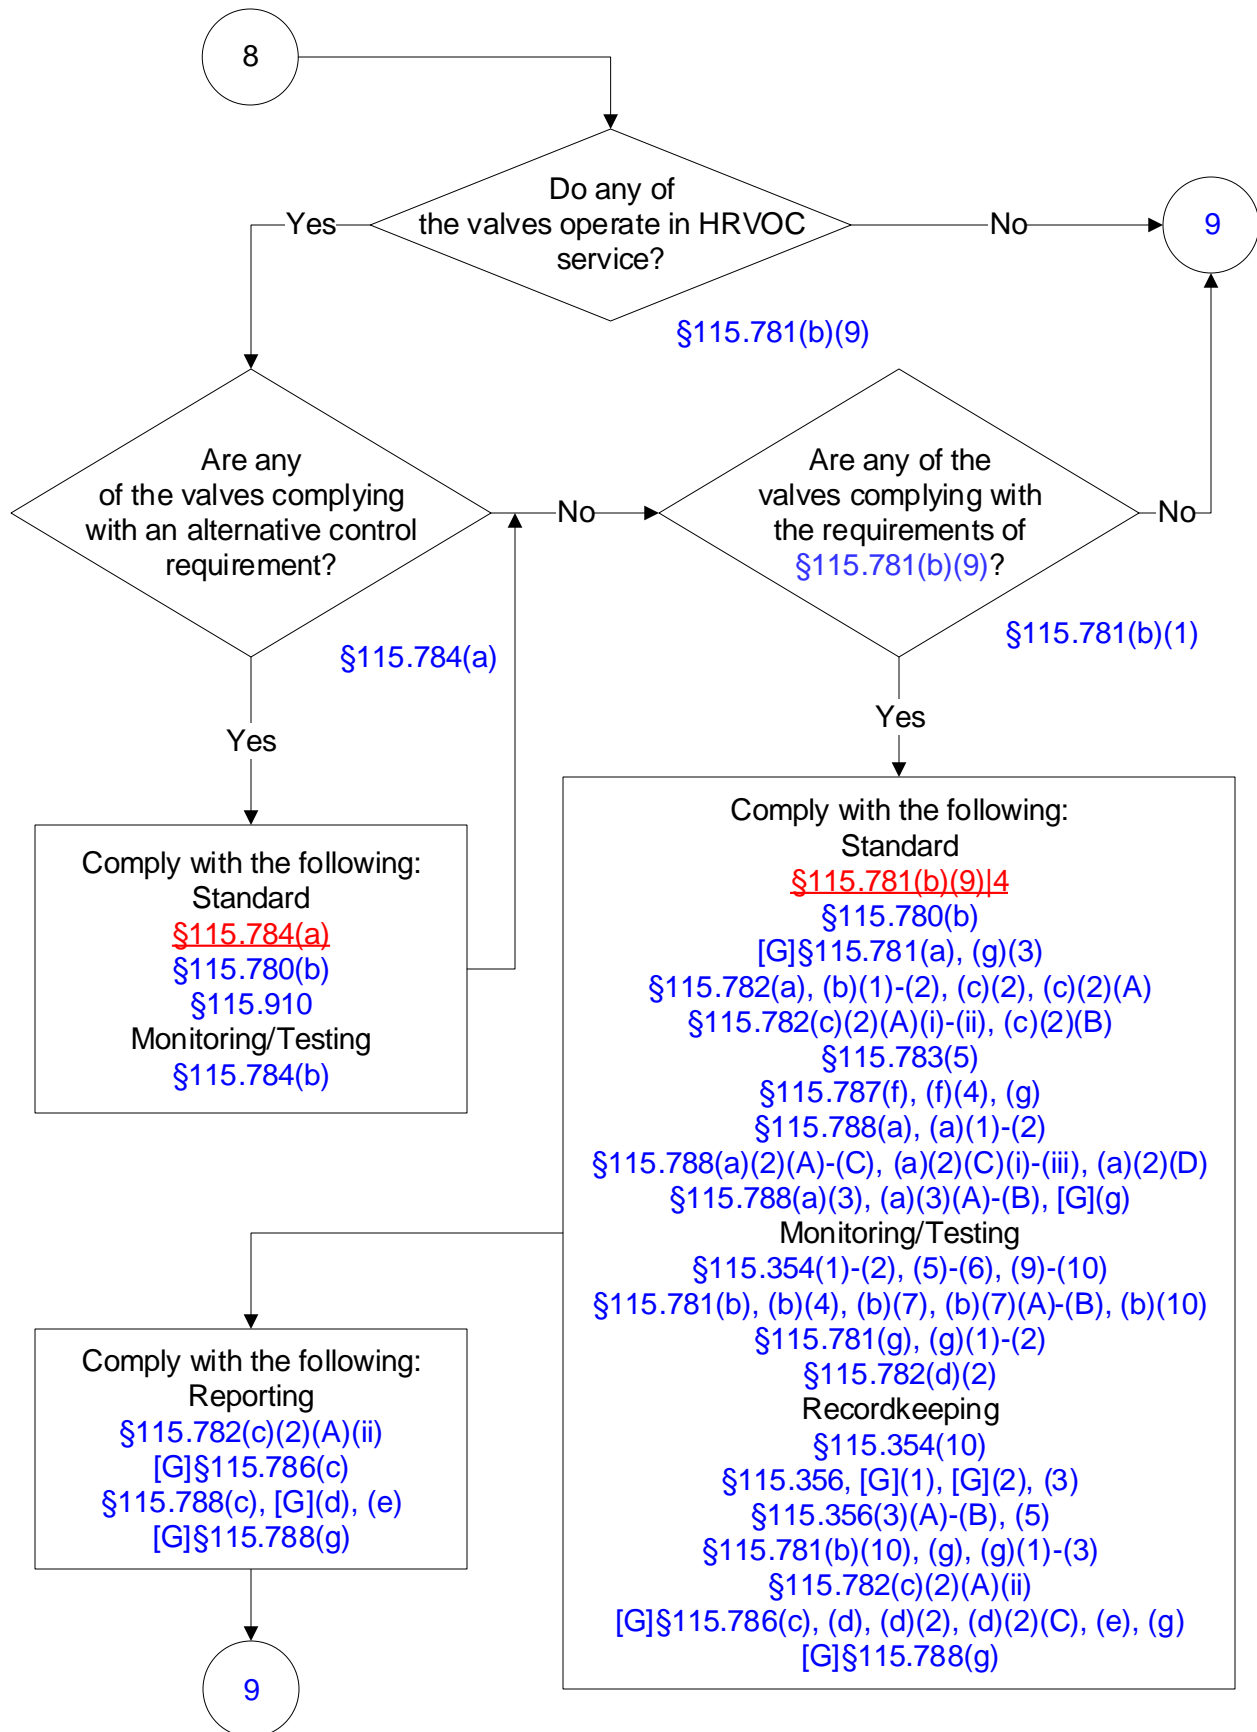 8
Do any of
the valves operate in HRVOC
service?
Yes
No
9
§115.781(b)(9)
Are any
of the valves complying
with an alternative control
requirement?
No
Are any of the
valves complying with
the requirements of
§115.781(b)(9)?
No
§115.784(a)
§115.781(b)(1)
Yes
Yes
Comply with the following:
Standard
§115.784(a)
§115.780(b)
§115.910
Monitoring/Testing
§115.784(b)
Comply with the following:
Standard
§115.781(b)(9)|4
§115.780(b)
[G]§115.781(a), (g)(3)
§115.782(a), (b)(1)-(2), (c)(2), (c)(2)(A)
§115.782(c)(2)(A)(i)-(ii), (c)(2)(B)
§115.783(5)
§115.787(f), (f)(4), (g)
§115.788(a), (a)(1)-(2)
§115.788(a)(2)(A)-(C), (a)(2)(C)(i)-(iii), (a)(2)(D)
§115.788(a)(3), (a)(3)(A)-(B), [G](g)
Monitoring/Testing
§115.354(1)-(2), (5)-(6), (9)-(10)
§115.781(b), (b)(4), (b)(7), (b)(7)(A)-(B), (b)(10)
§115.781(g), (g)(1)-(2)
§115.782(d)(2)
Recordkeeping
§115.354(10)
§115.356, [G](1), [G](2), (3)
§115.356(3)(A)-(B), (5)
§115.781(b)(10), (g), (g)(1)-(3)
§115.782(c)(2)(A)(ii)
[G]§115.786(c), (d), (d)(2), (d)(2)(C), (e), (g)
[G]§115.788(g)
Comply with the following:
Reporting
§115.782(c)(2)(A)(ii)
[G]§115.786(c)
§115.788(c), [G](d), (e)
[G]§115.788(g)
9